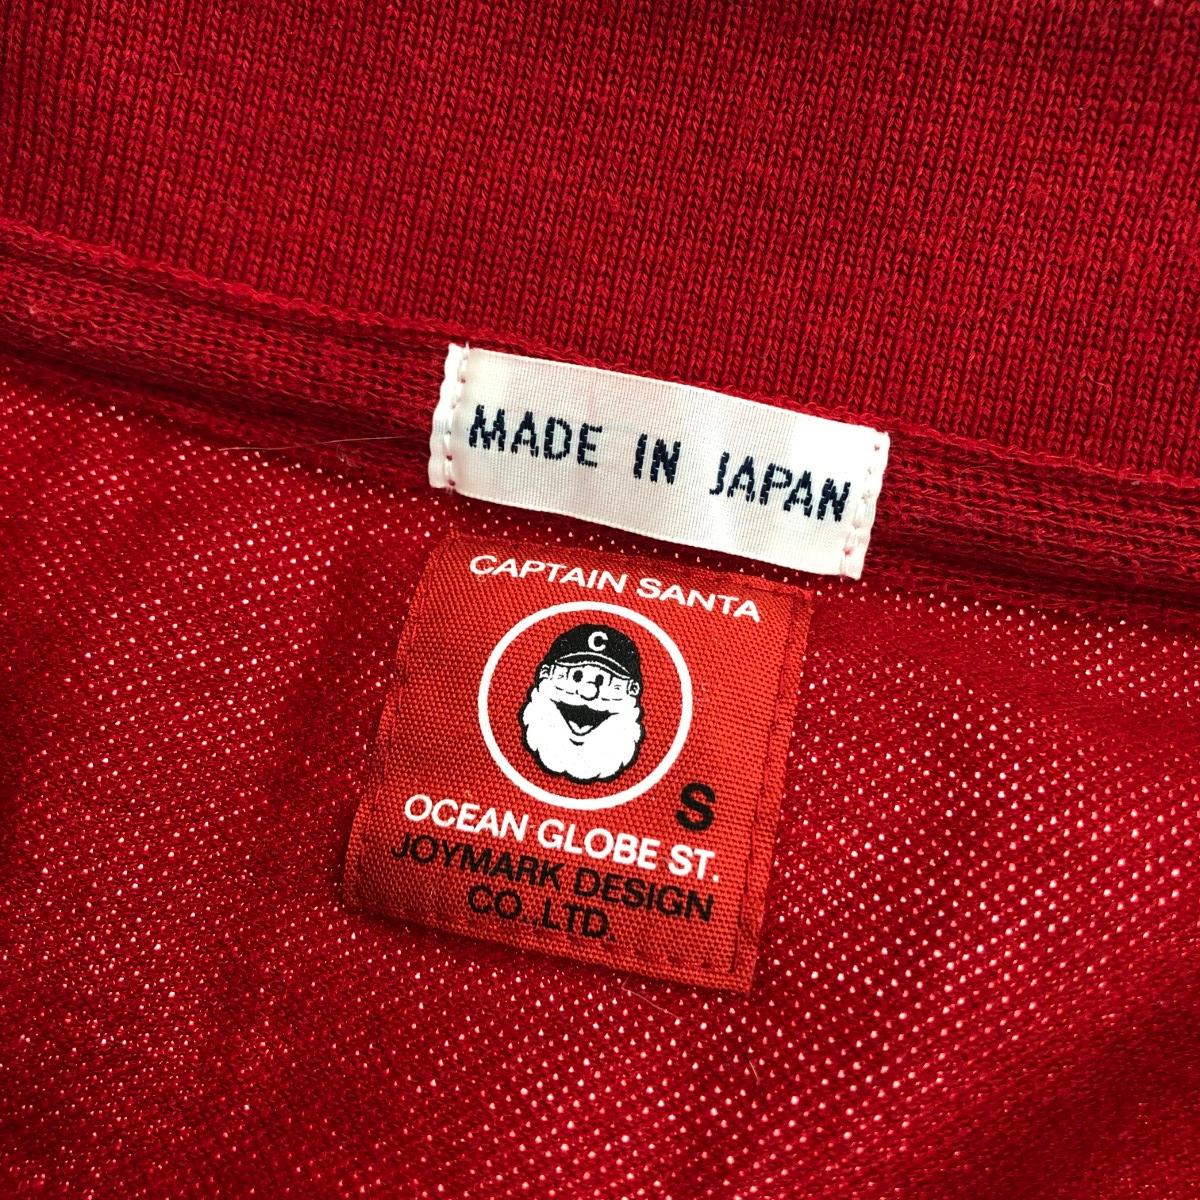 MADE IN JAPAN
CAPTAIN SANTA
C
S
OCEAN GLOBE ST.
JOYMARK DESIGN
CO.,LTD.